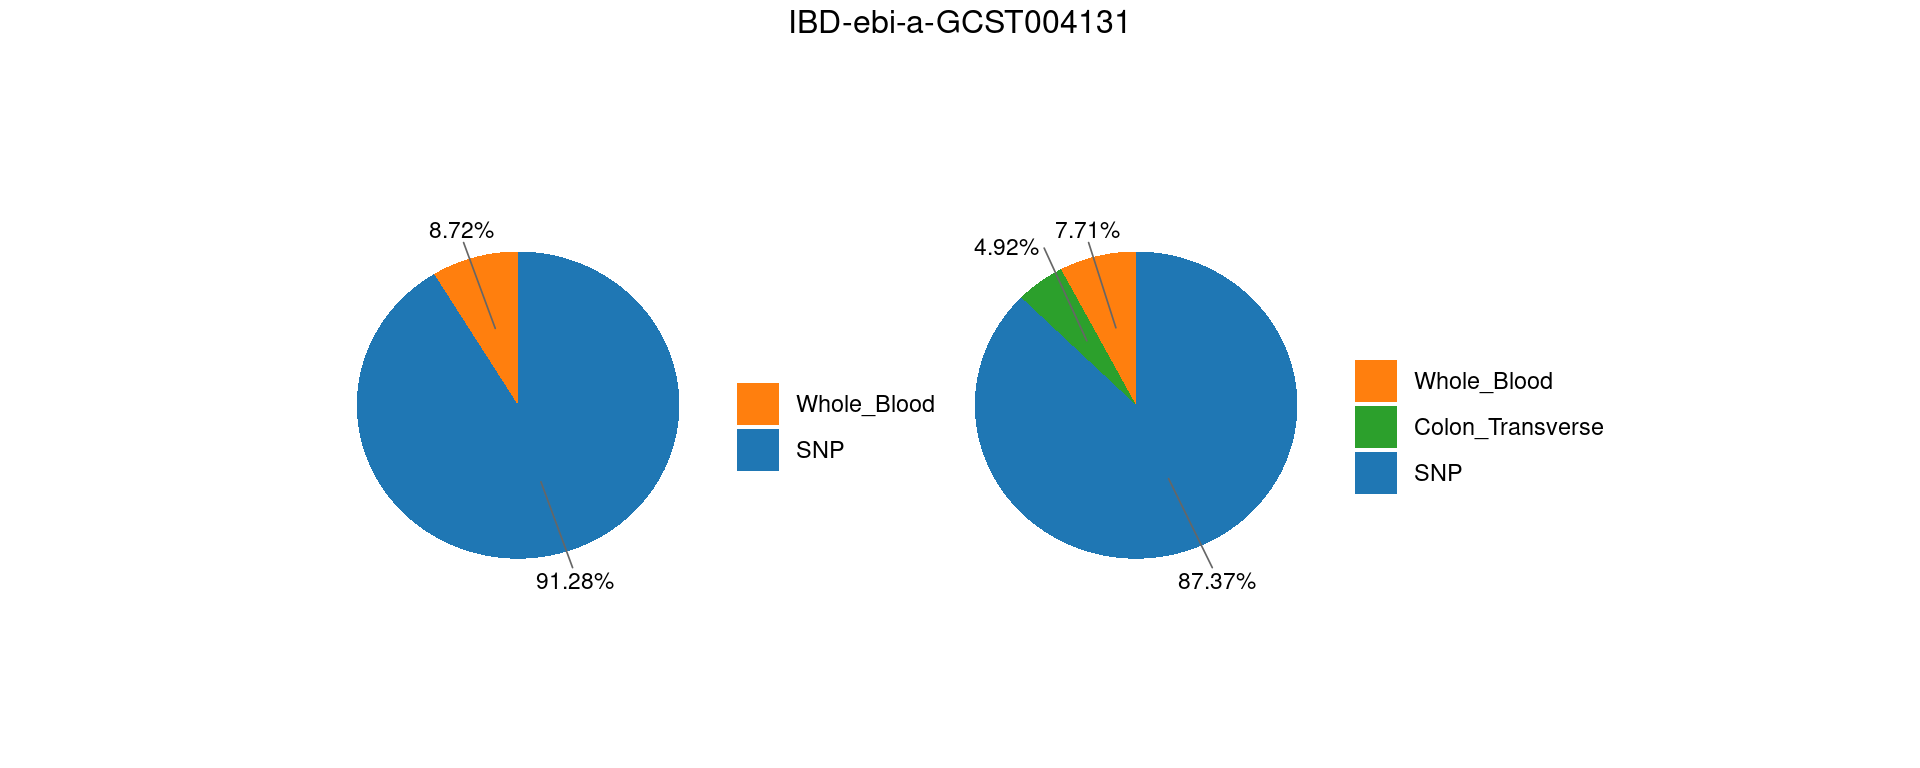 IBD-ebi-a-GCST004131
8.72%
91.28%
Whole_Blood
SNP
7.71%
4.92%
87.37%
Whole_Blood
Colon_Transverse
SNP